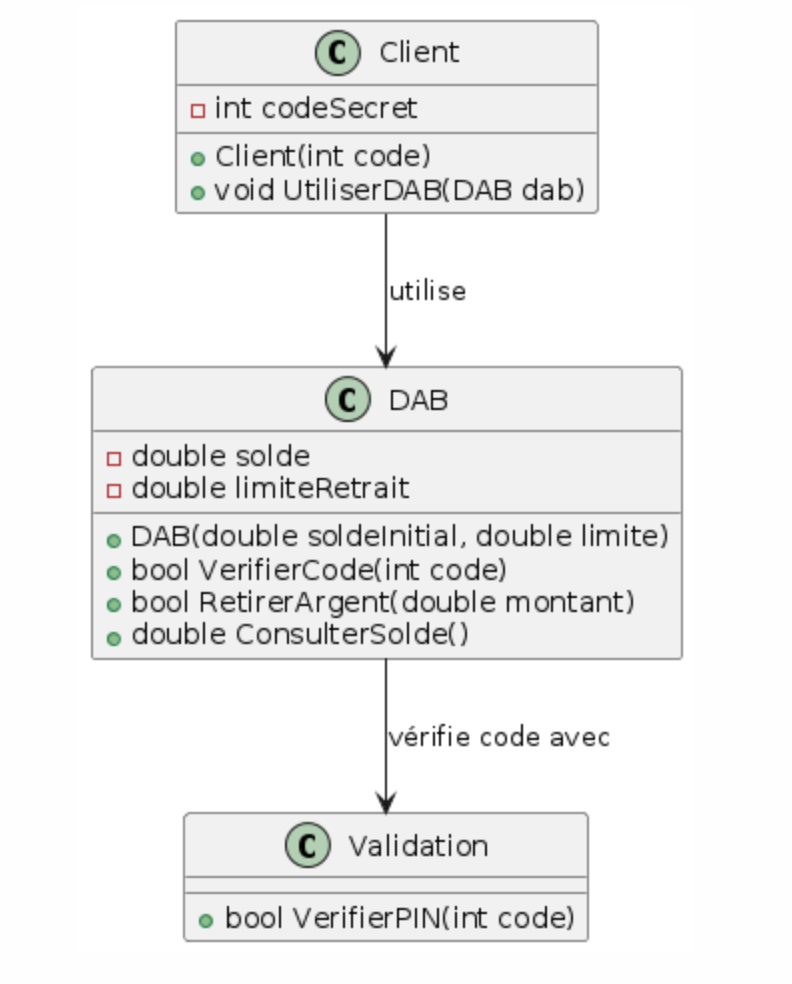 C Client
int codeSecret
Client(int code)
void UtiliserDAB(DAB dab)
utilise
C DAB
double solde
double limiteRetrait
DAB(double soldeInitial, double limite)
bool VerifierCode(int code)
bool RetirerArgent(double montant)
double ConsulterSolde()
vérifie code avec
C Validation
bool VerifierPIN(int code)